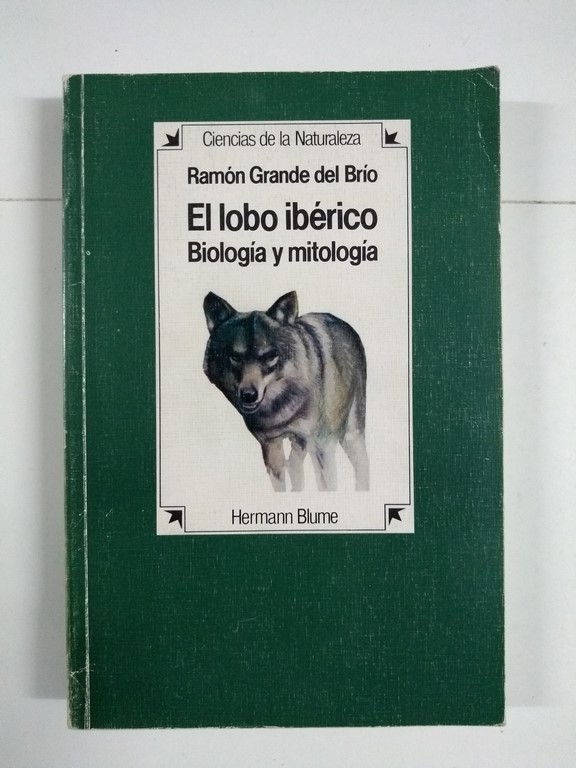 Ciencias de la Naturaleza
Ramón Grande del Brío
El lobo ibérico
Biología y mitología
Hermann Blume